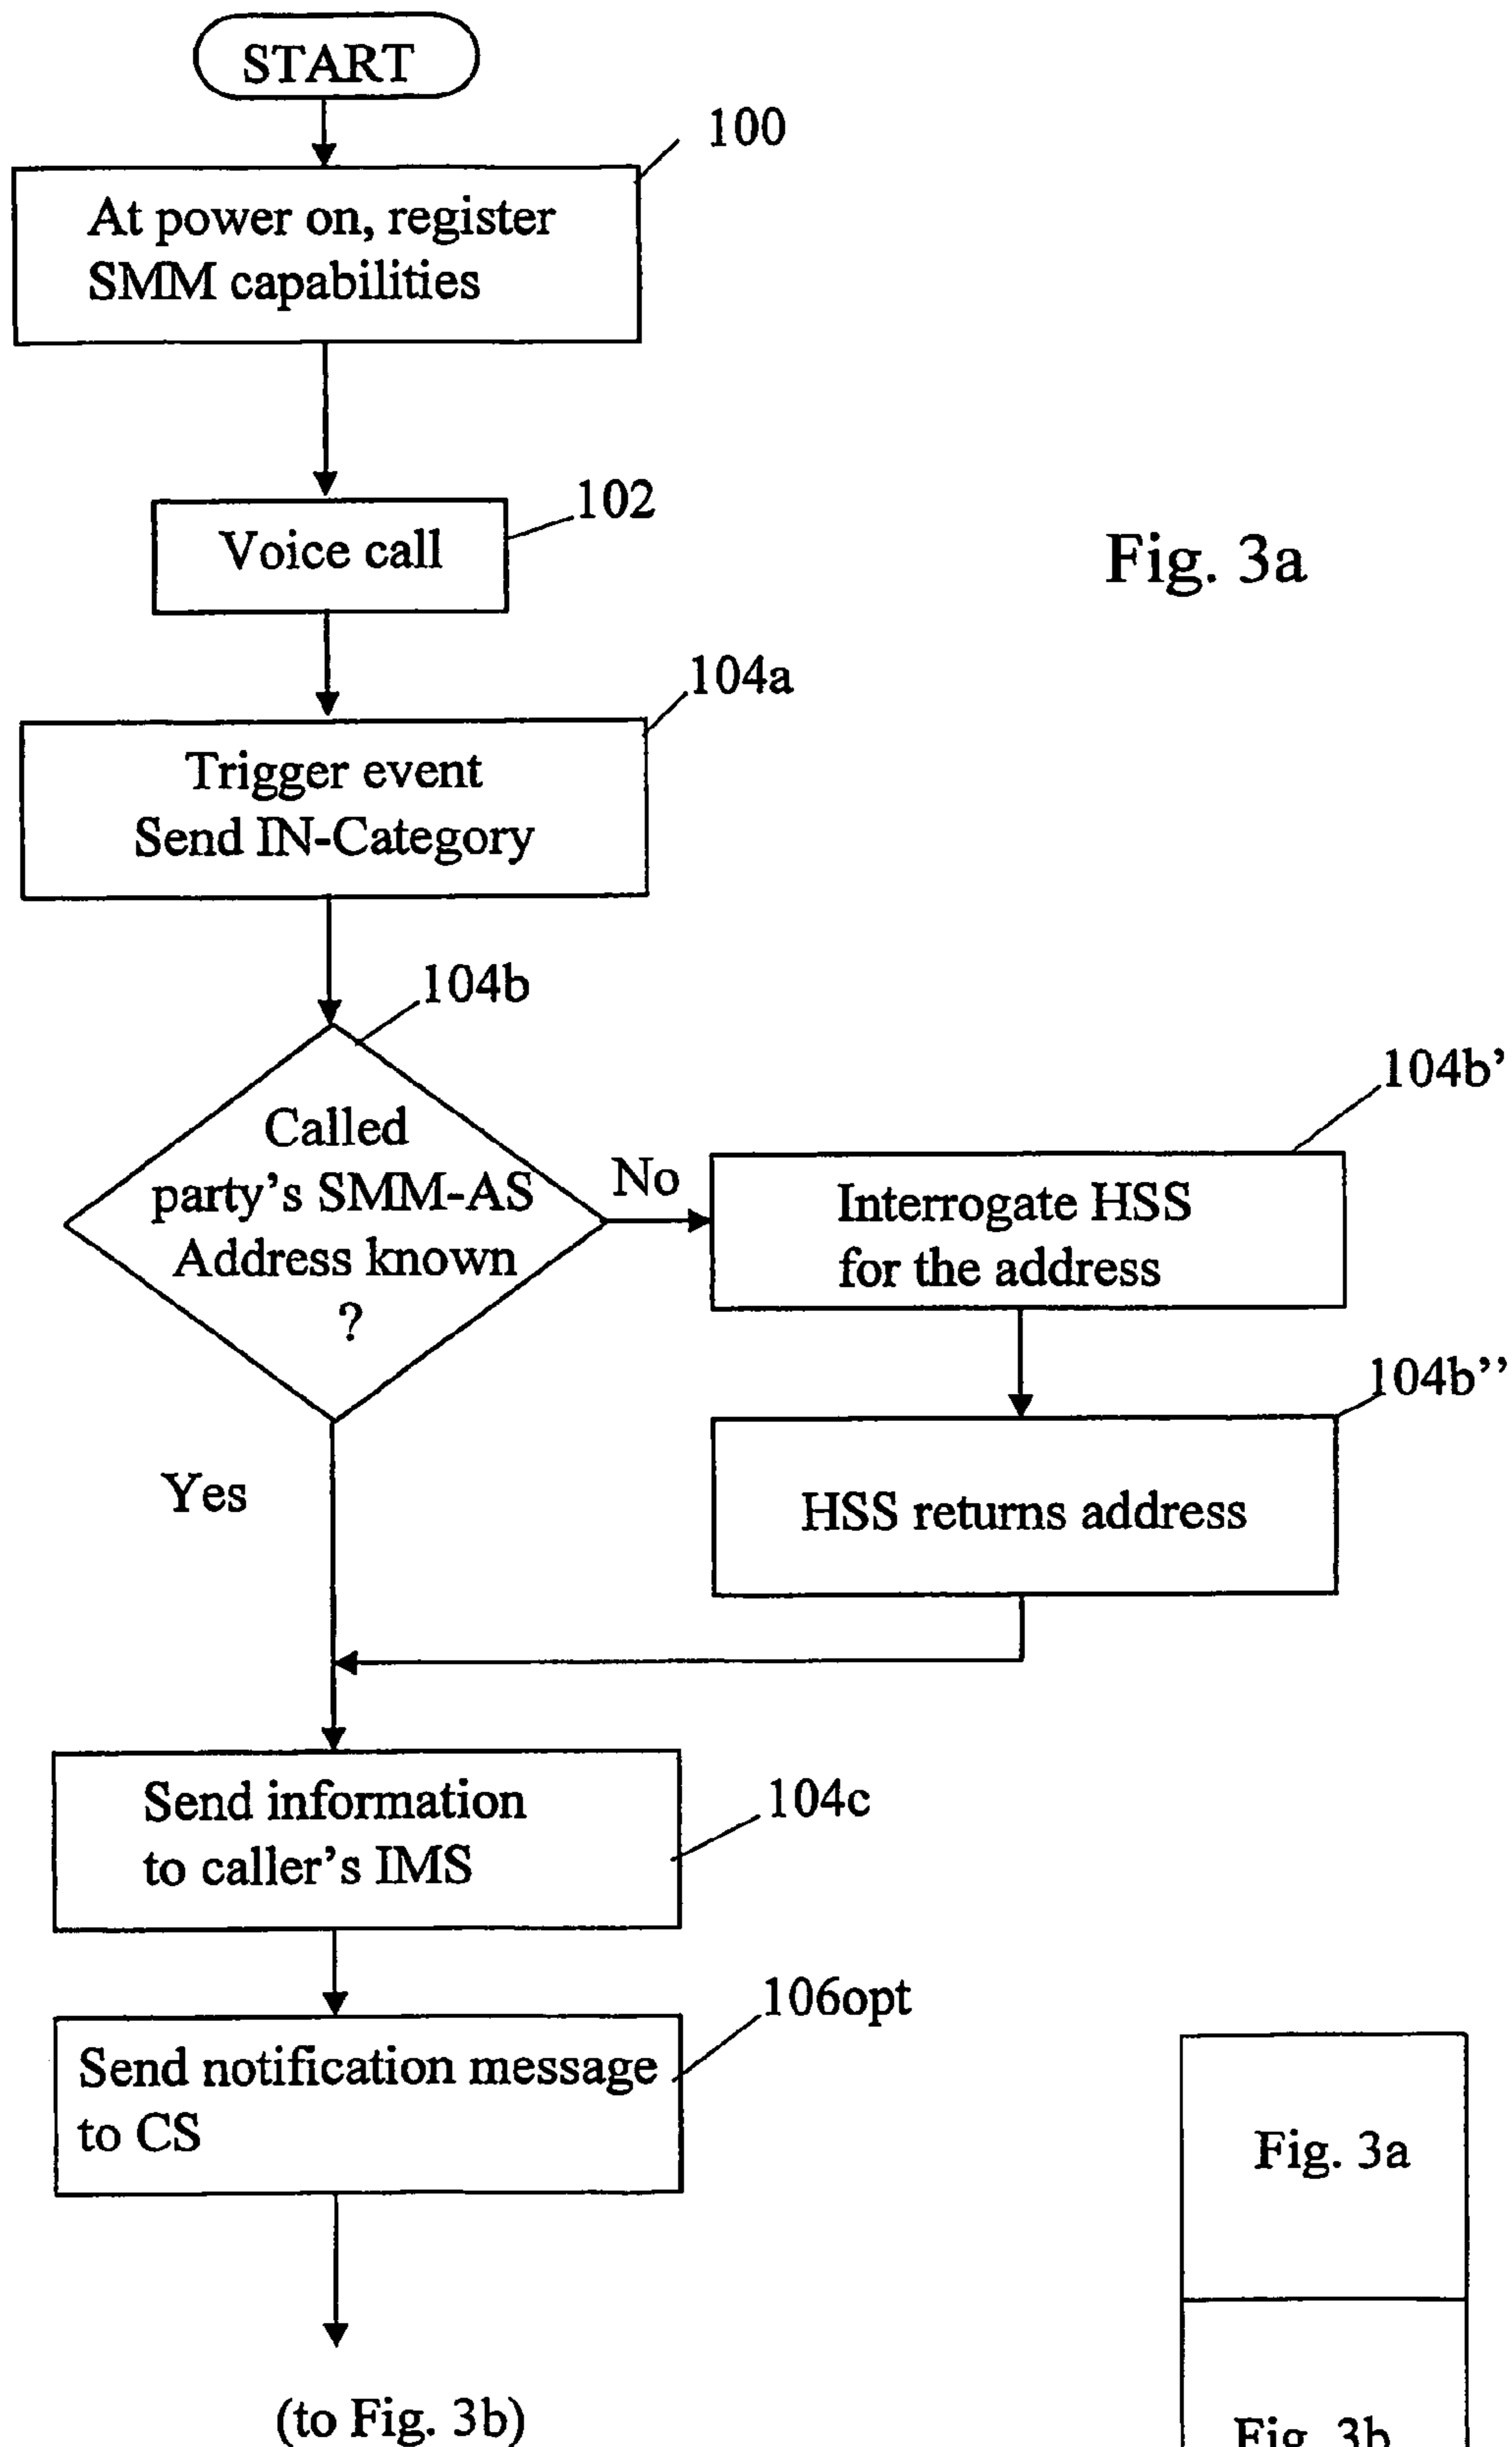 START
100
At power on, register
SMM capabilities
102
Voice call
Fig. 3a
104a
Trigger event
Send IN-Category
104b
Called
party's SMM-AS
Address known
?
No
104b'
Interrogate HSS
for the address
104b''
HSS returns address
Yes
Send information
to caller's IMS
104c
106opt
Send notification message
to CS
(to Fig. 3b)
Fig. 3a
Fig. 3b